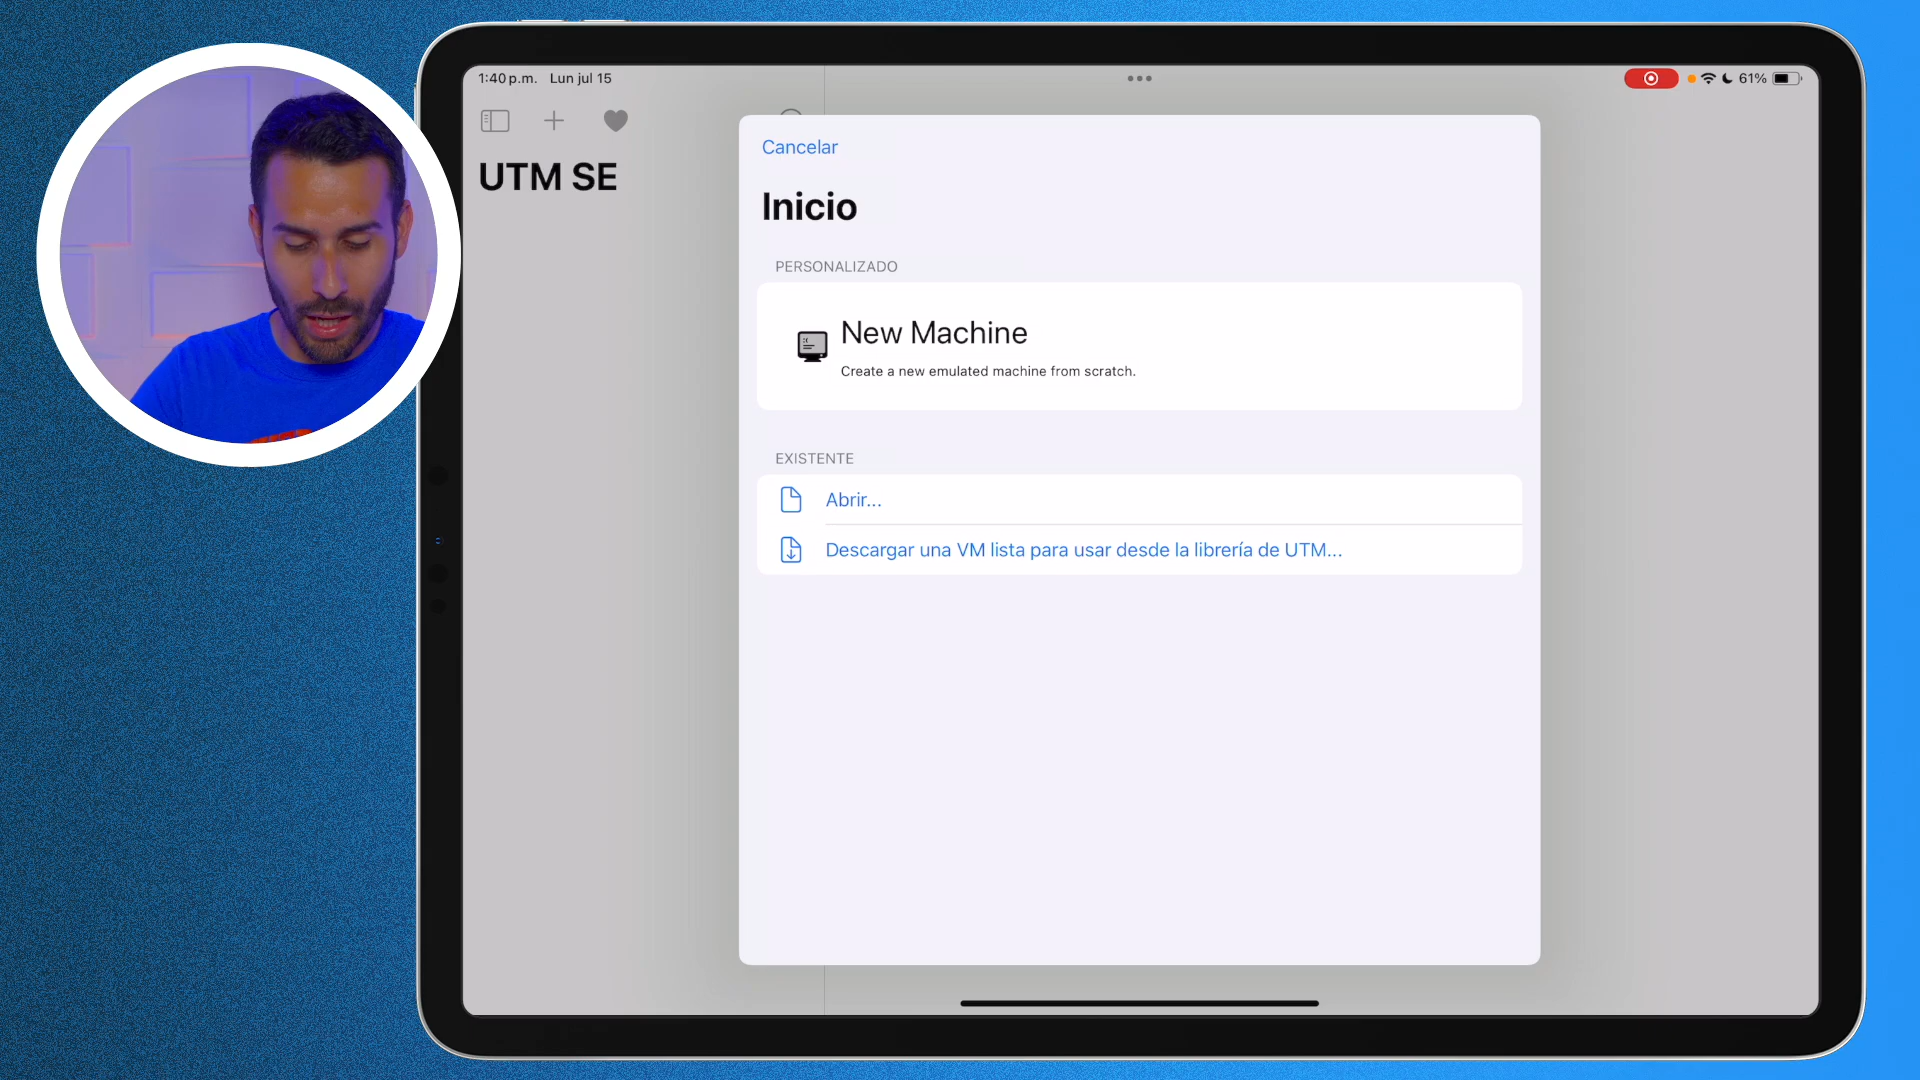 1:40 p.m. Lun jul 15
61%
UTM SE
Cancelar
Inicio
PERSONALIZADO
New Machine
Create a new emulated machine from scratch.
EXISTENTE
Abrir...
Descargar una VM lista para usar desde la librería de UTM...